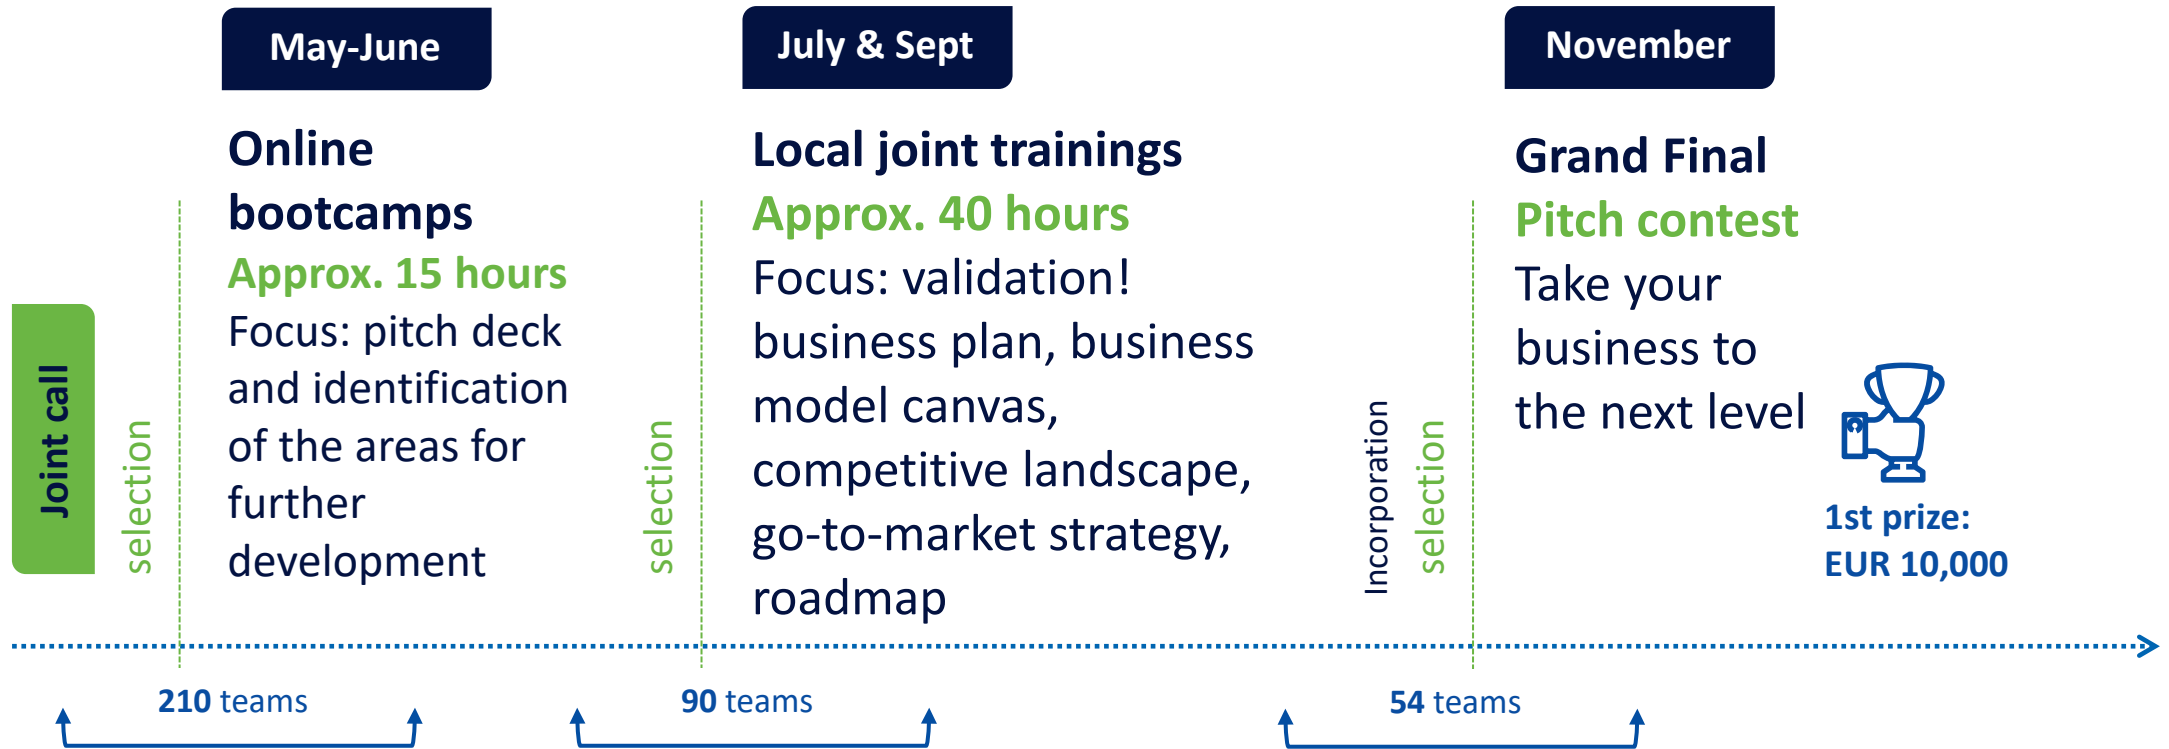 Joint call
selection
May-June
Online
bootcamps
Approx. 15 hours
Focus: pitch deck
and identification
of the areas for
further
development
selection
July & Sept
Local joint trainings
Approx. 40 hours
Focus: validation!
business plan, business
model canvas,
competitive landscape,
go-to-market strategy,
roadmap
Incorporation
selection
November
Grand Final
Pitch contest
Take your
business to
the next level
1st prize:
EUR 10,000
210 teams
90 teams
54 teams